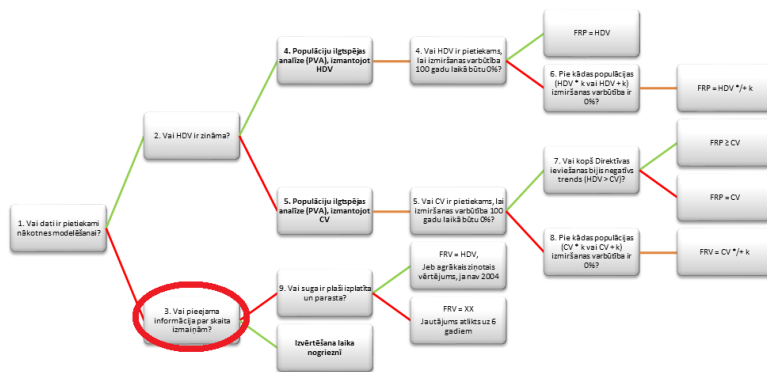 1. Vai dati ir pietiekami
nākotnes modelēšanai?
2. Vai HDV ir zināma?
3. Vai pieejama
informācija par skaita
izmaiņām?
4. Populāciju ilgtspējas
analīze (PVA), izmantojot
HDV
5. Populāciju ilgtspējas
analīze (PVA), izmantojot
CV
9. Vai suga ir plaši izplatīta
un parasta?
Izvērtēšana laika
nogrieznī
4. Vai HDV ir pietiekams,
lai izmiršanas varbūtība
100 gadu laikā būtu 0%?
5. Vai CV ir pietiekams, lai
izmiršanas varbūtība 100
gadu laikā būtu 0%?
FRV = HDV,
Jeb agrākais ziņotais
vērtējums, ja nav 2004
FRV = XX
Jautājums atlikts uz 6
gadiem
FRP = HDV
6. Pie kādas populācijas
(HDV * k vai HDV + k)
izmiršanas varbūtība ir
0%?
7. Vai kopš Direktīvas
ieviešanas bijis negatīvs
trends (HDV > CV)?
8. Pie kādas populācijas
(CV * k vai CV + k)
izmiršanas varbūtība ir
0%?
FRP = HDV */+ k
FRP ≥ CV
FRP = CV
FRV = CV */+ k